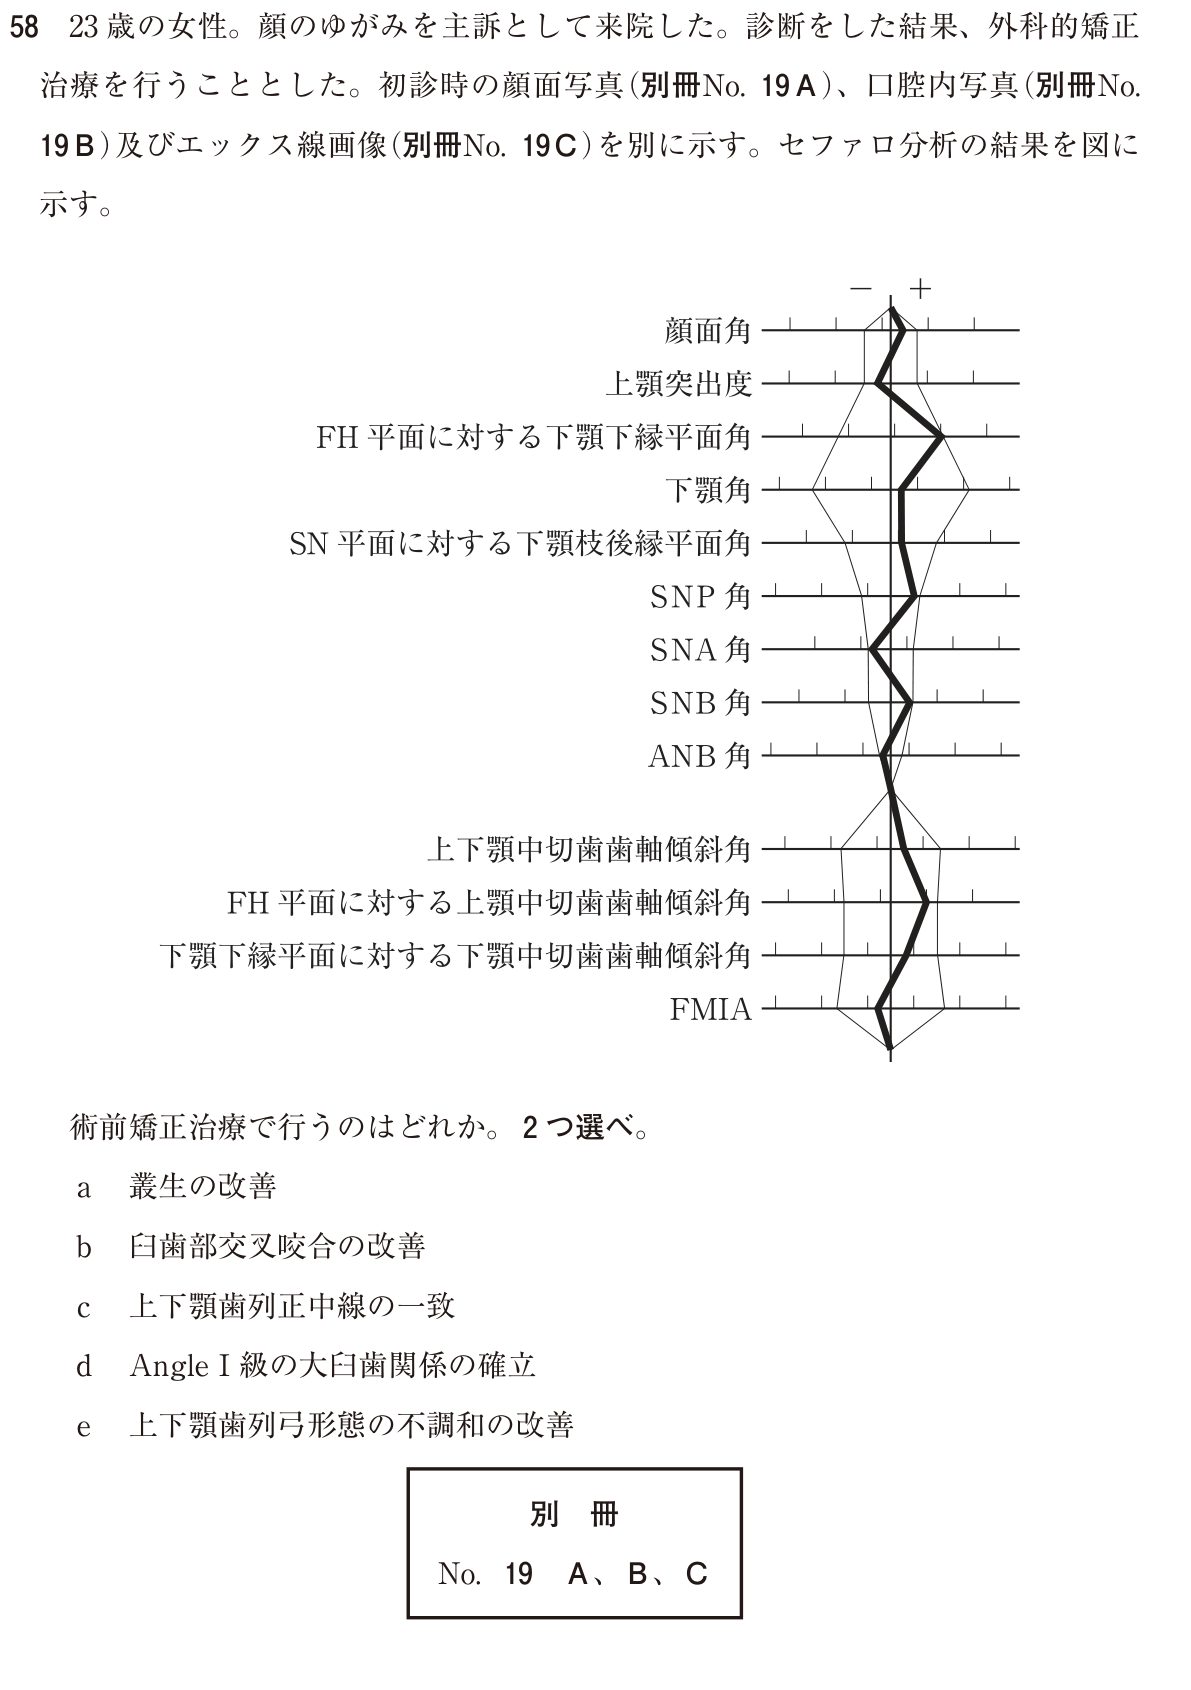 58 23歳の女性。顔のゆがみを主訴として来院した。診断をした結果、外科的矯正
治療を行うこととした。初診時の顔面写真(別冊No. 19A)、口腔内写真(別冊No.
19B)及びエックス線画像(別冊No. 19C)を別に示す。セファロ分析の結果を図に
示す。
− +
顔面角
上顎突出度
FH 平面に対する下顎下縁平面角
下顎角
SN 平面に対する下顎枝後縁平面角
SNP 角
SNA 角
SNB 角
ANB 角
上下顎中切歯歯軸傾斜角
FH 平面に対する上顎中切歯歯軸傾斜角
下顎下縁平面に対する下顎中切歯歯軸傾斜角
FMIA
術前矯正治療で行うのはどれか。2つ選べ。
a 叢生の改善
b 臼歯部交叉咬合の改善
c 上下顎歯列正中線の一致
d Angle I 級の大臼歯関係の確立
e 上下顎歯列弓形態の不調和の改善
別 冊
No. 19 A、B、C